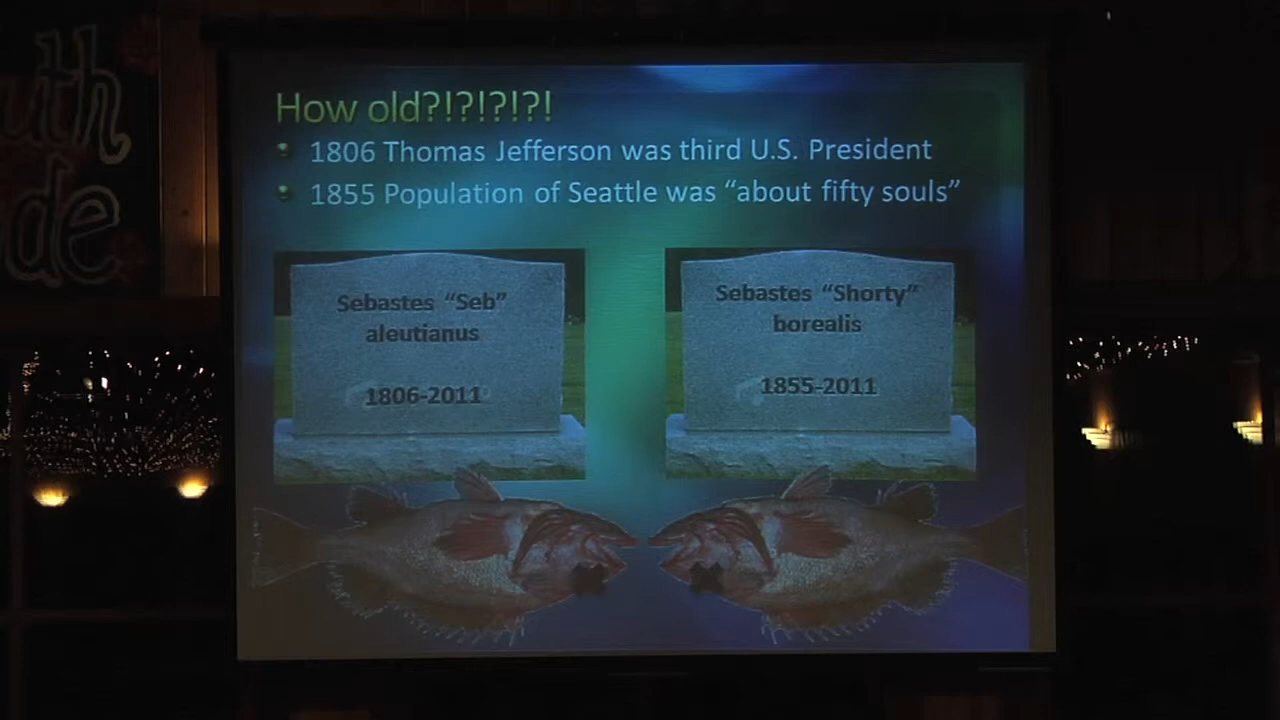 How old?!?!?!?!
1806 Thomas Jefferson was third U.S. President
1855 Population of Seattle was “about fifty souls”
Sebastes “Seb”
aleutianus
1806-2011
Sebastes “Shorty”
borealis
1855-2011